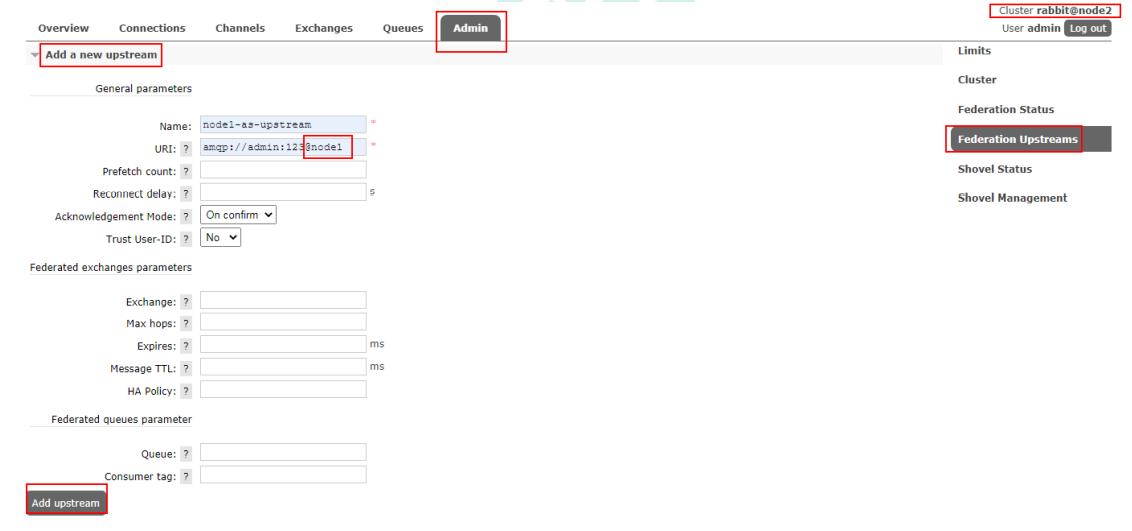 Cluster rabbit@node2
Overview Connections Channels Exchanges Queues Admin User admin Log out
Add a new upstream
Limits
Cluster
Federation Status
Federation Upstreams
Shovel Status
Shovel Management
General parameters
Name: node1-as-upstream *
URI: ? amqp://admin:123@node1 *
Prefetch count: ?
Reconnect delay: ? s
Acknowledgement Mode: ? On confirm
Trust User-ID: ? No
Federated exchanges parameters
Exchange: ?
Max hops: ?
Expires: ? ms
Message TTL: ? ms
HA Policy: ?
Federated queues parameter
Queue: ?
Consumer tag: ?
Add upstream